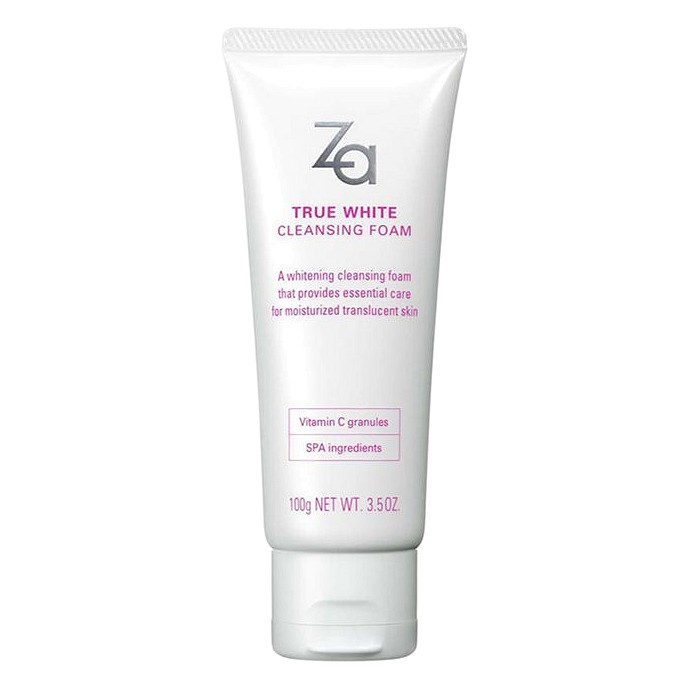 Za
TRUE WHITE
CLEANSING FOAM
A whitening cleansing foam
that provides essential care
for moisturized translucent skin
Vitamin C granules
SPA ingredients
100g NET WT. 3.5OZ.